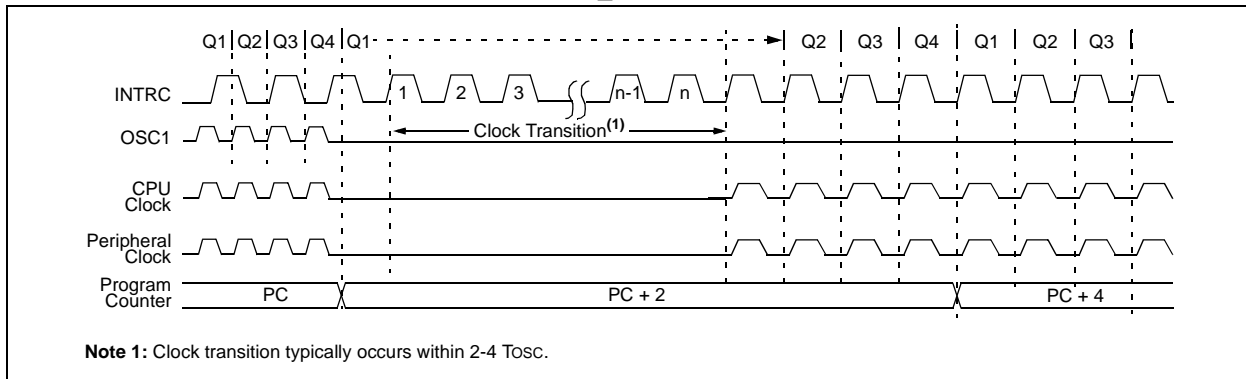 Q1 Q2 Q3 Q4 Q1 Q2 Q3 Q4 Q1 Q2 Q3
INTRC
1 2 3 n-1 n
Clock Transition(1)
OSC1
CPU
Clock
Peripheral
Clock
Program
Counter
PC PC + 2 PC + 4
Note 1: Clock transition typically occurs within 2-4 TOSC.